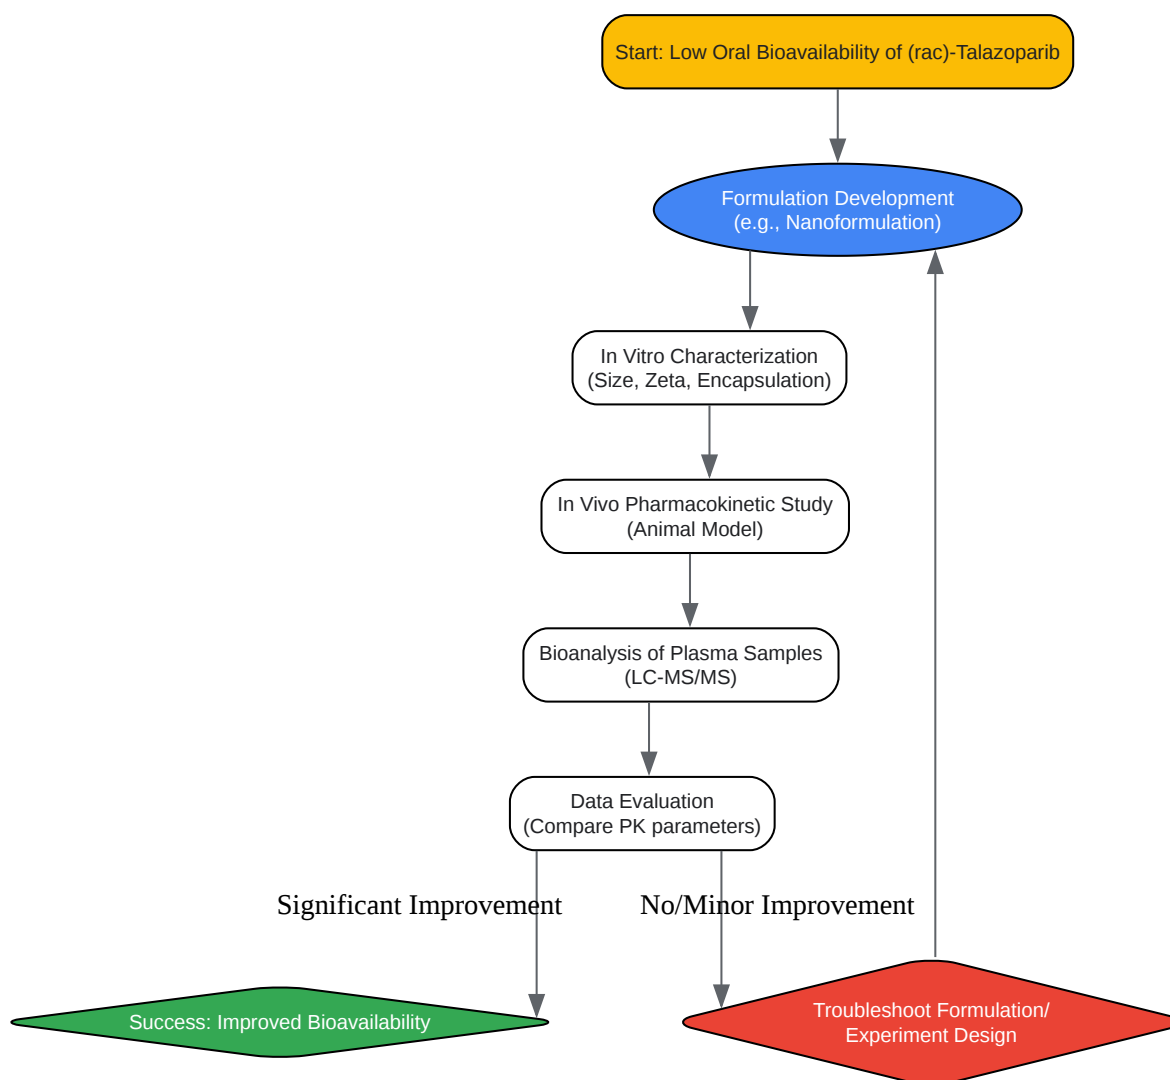 Start: Low Oral Bioavailability of (rac)-Talazoparib
Formulation Development
(e.g., Nanoformulation)
In Vitro Characterization
(Size, Zeta, Encapsulation)
In Vivo Pharmacokinetic Study
(Animal Model)
Bioanalysis of Plasma Samples
(LC-MS/MS)
Data Evaluation
(Compare PK parameters)
Significant Improvement
No/Minor Improvement
Success: Improved Bioavailability
Troubleshoot Formulation/
Experiment Design